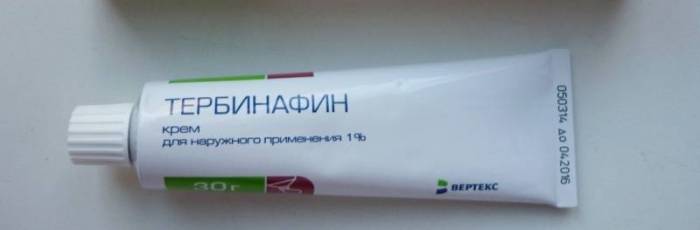 ТЕРБИНАФИН
крем
для наружного применения 1%
30 г
ВЕРТЕКС
050314 до 042016